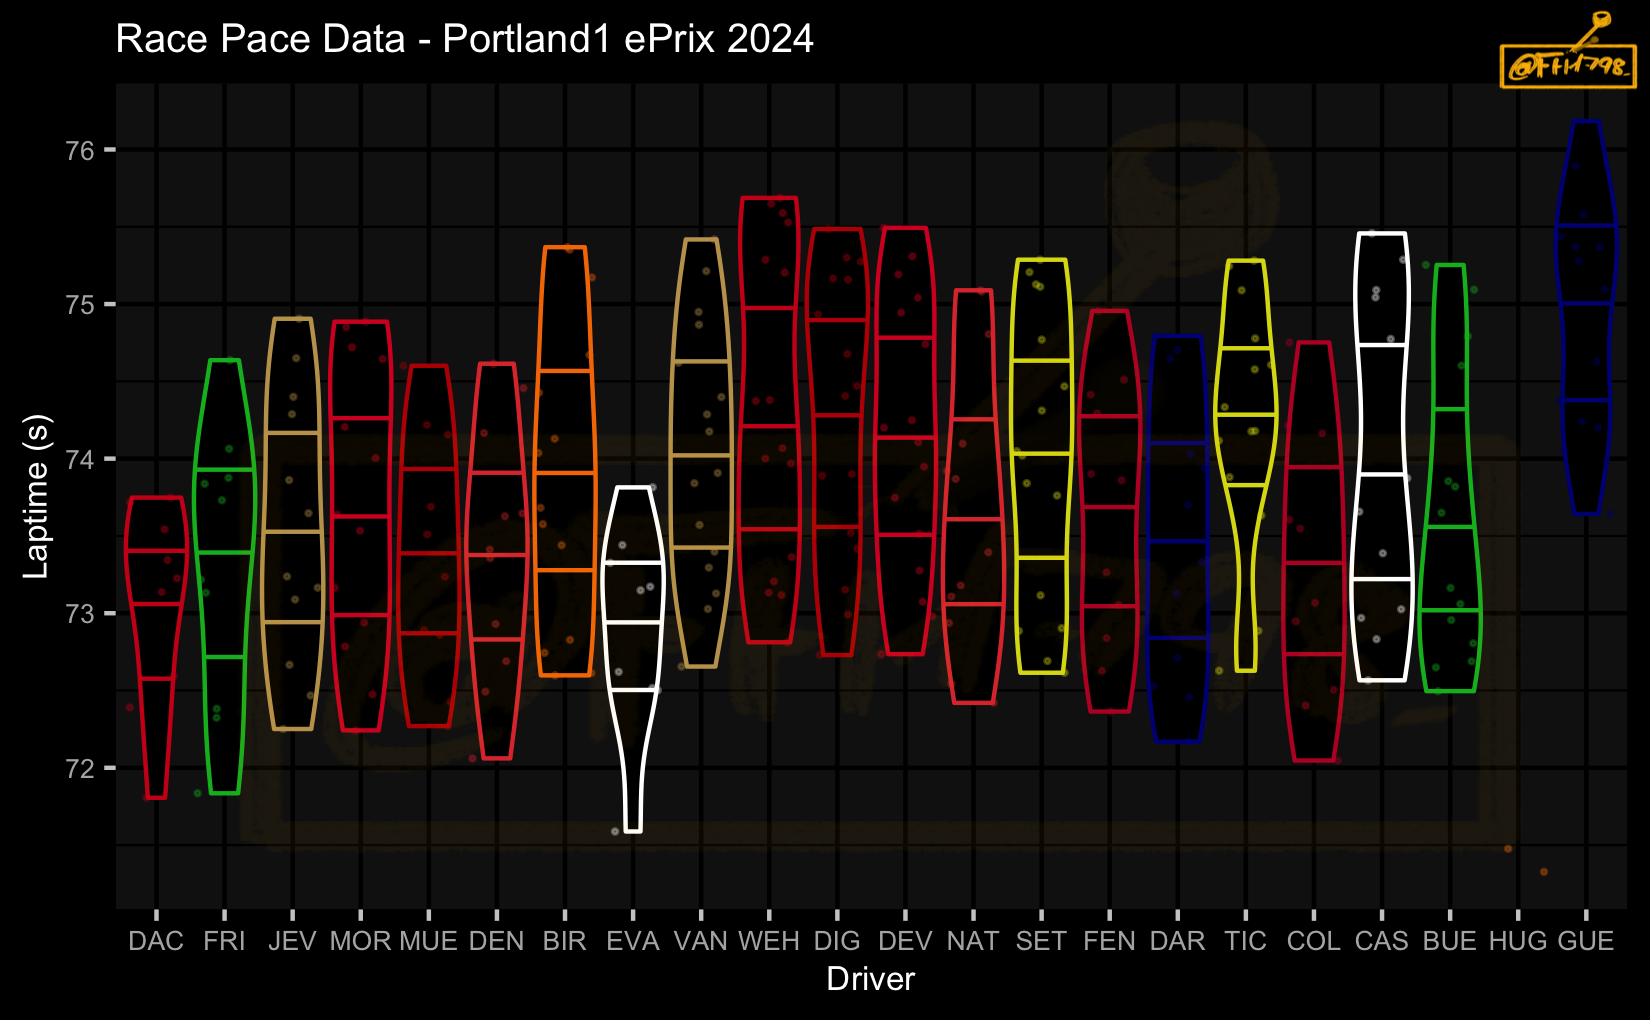 Race Pace Data - Portland1 ePrix 2024
@FFH798
76
75
74
73
72
Laptime (s)
DAC FRI JEV MOR MUE DEN BIR EVA VAN WEH DIG DEV NAT SET FEN DAR TIC COL CAS BUE HUG GUE
Driver